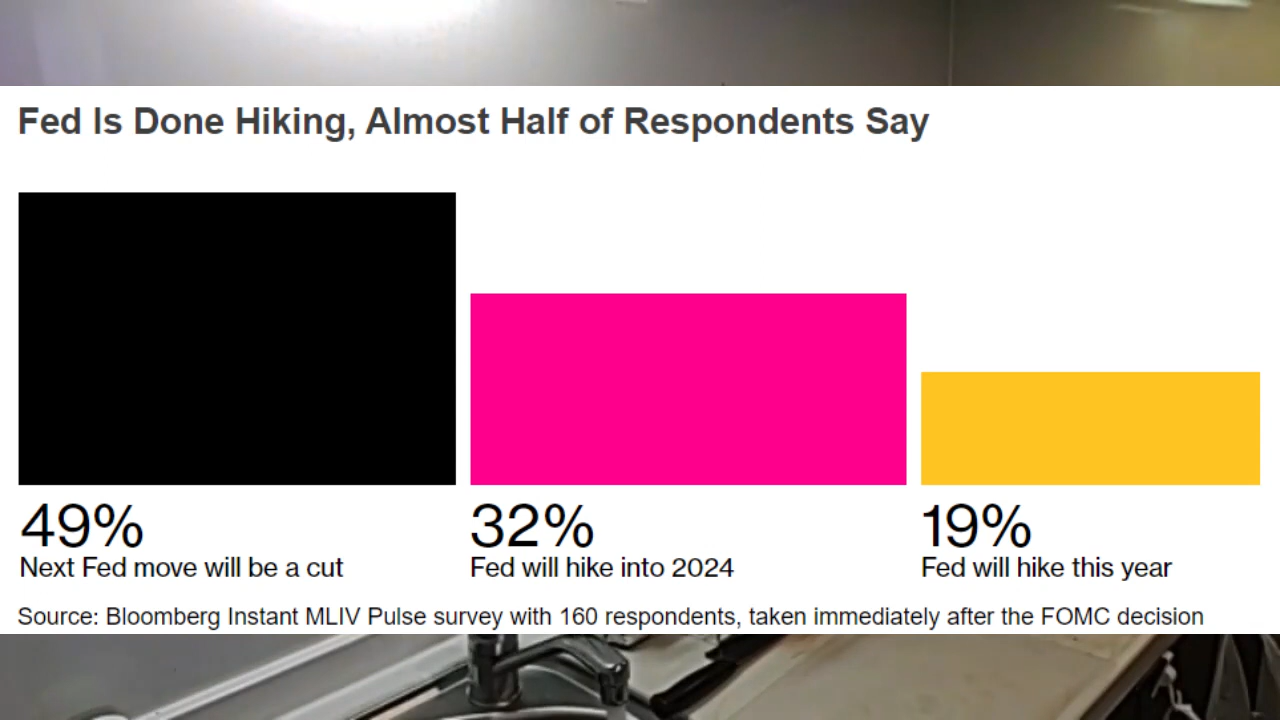 Fed Is Done Hiking, Almost Half of Respondents Say
49%
Next Fed move will be a cut
32%
Fed will hike into 2024
19%
Fed will hike this year
Source: Bloomberg Instant MLIV Pulse survey with 160 respondents, taken immediately after the FOMC decision